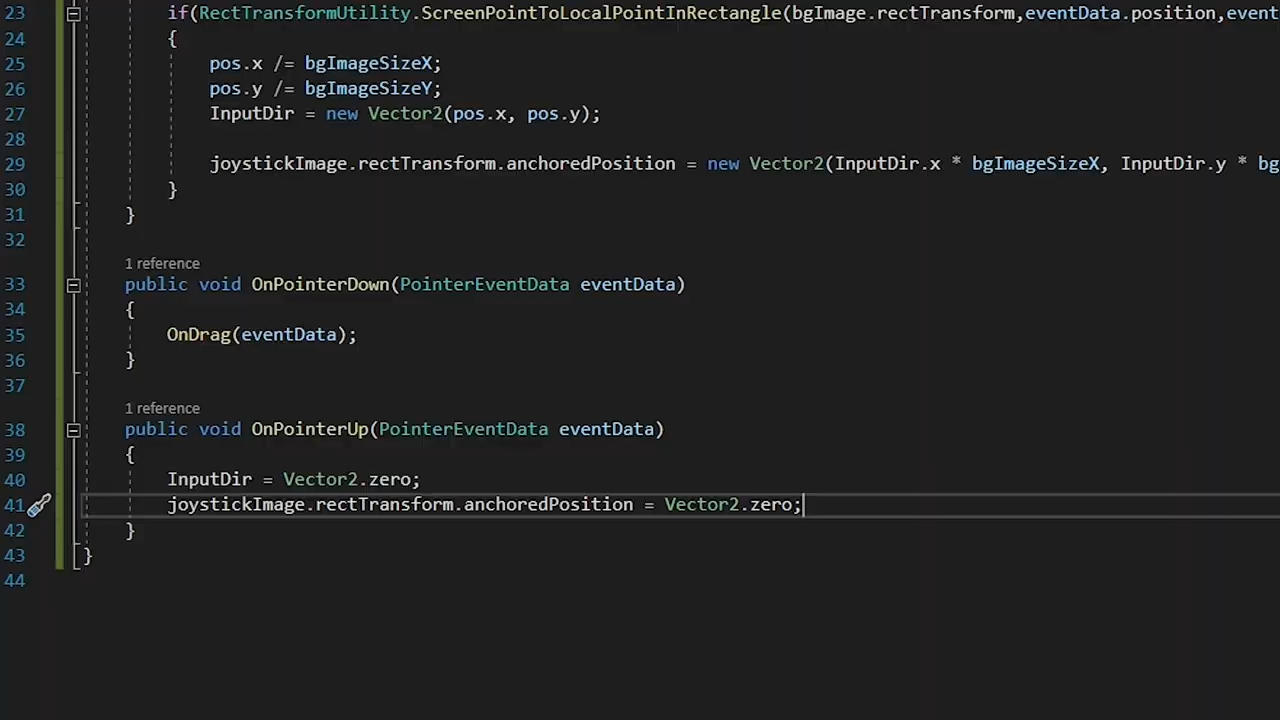 23 if(RectTransformUtility.ScreenPointToLocalPointInRectangle(bgImage.rectTransform,eventData.position,event
24 {
25 pos.x /= bgImageSizeX;
26 pos.y /= bgImageSizeY;
27 InputDir = new Vector2(pos.x, pos.y);
28
29 joystickImage.rectTransform.anchoredPosition = new Vector2(InputDir.x * bgImageSizeX, InputDir.y * bg
30 }
31 }
32
1 reference
33 public void OnPointerDown(PointerEventData eventData)
34 {
35 OnDrag(eventData);
36 }
37
1 reference
38 public void OnPointerUp(PointerEventData eventData)
39 {
40 InputDir = Vector2.zero;
41 joystickImage.rectTransform.anchoredPosition = Vector2.zero;
42 }
43 }
44